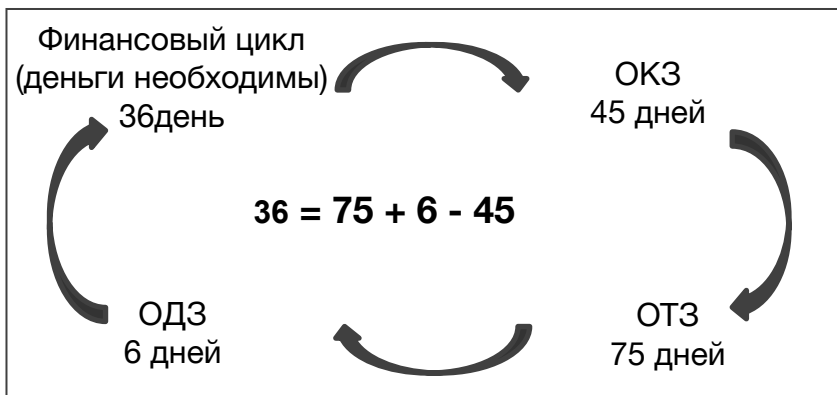 Финансовый цикл
(деньги необходимы)
36день
ОКЗ
45 дней
36 = 75 + 6 - 45
ОДЗ
6 дней
ОТЗ
75 дней